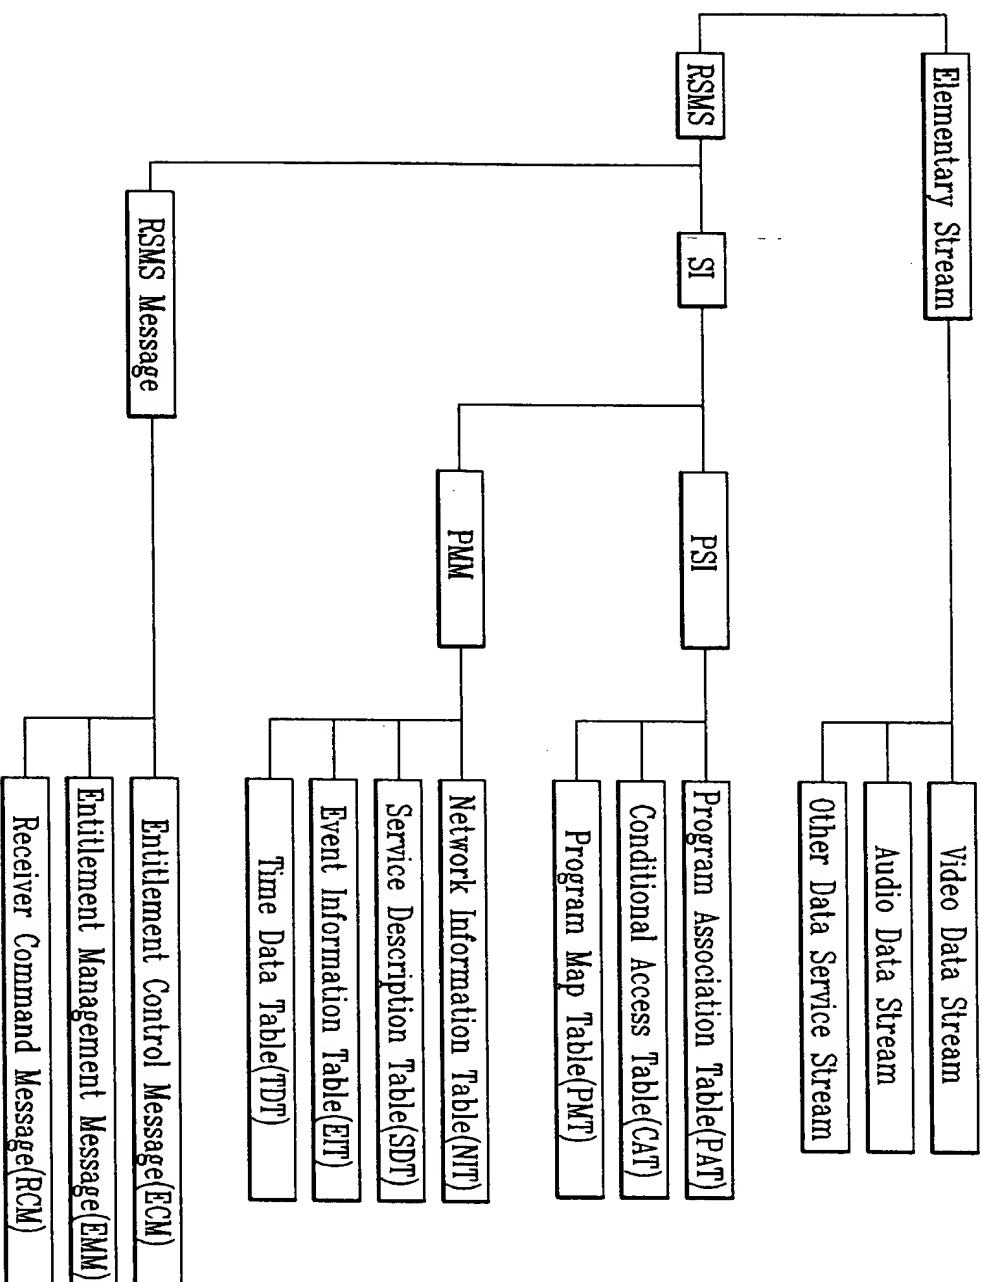 Elementary Stream
Video Data Stream
Audio Data Stream
Other Data Service Stream
RSMS
SI
PSI
Program Association Table(PAT)
Conditional Access Table(CAT)
Program Map Table(PMT)
PMM
Network Information Table(NIT)
Service Description Table(SDT)
Event Information Table(EIT)
Time Data Table(TDT)
RSMS Message
Entitlement Control Message(ECM)
Entitlement Management Message(EMM)
Receiver Command Message(RCM)